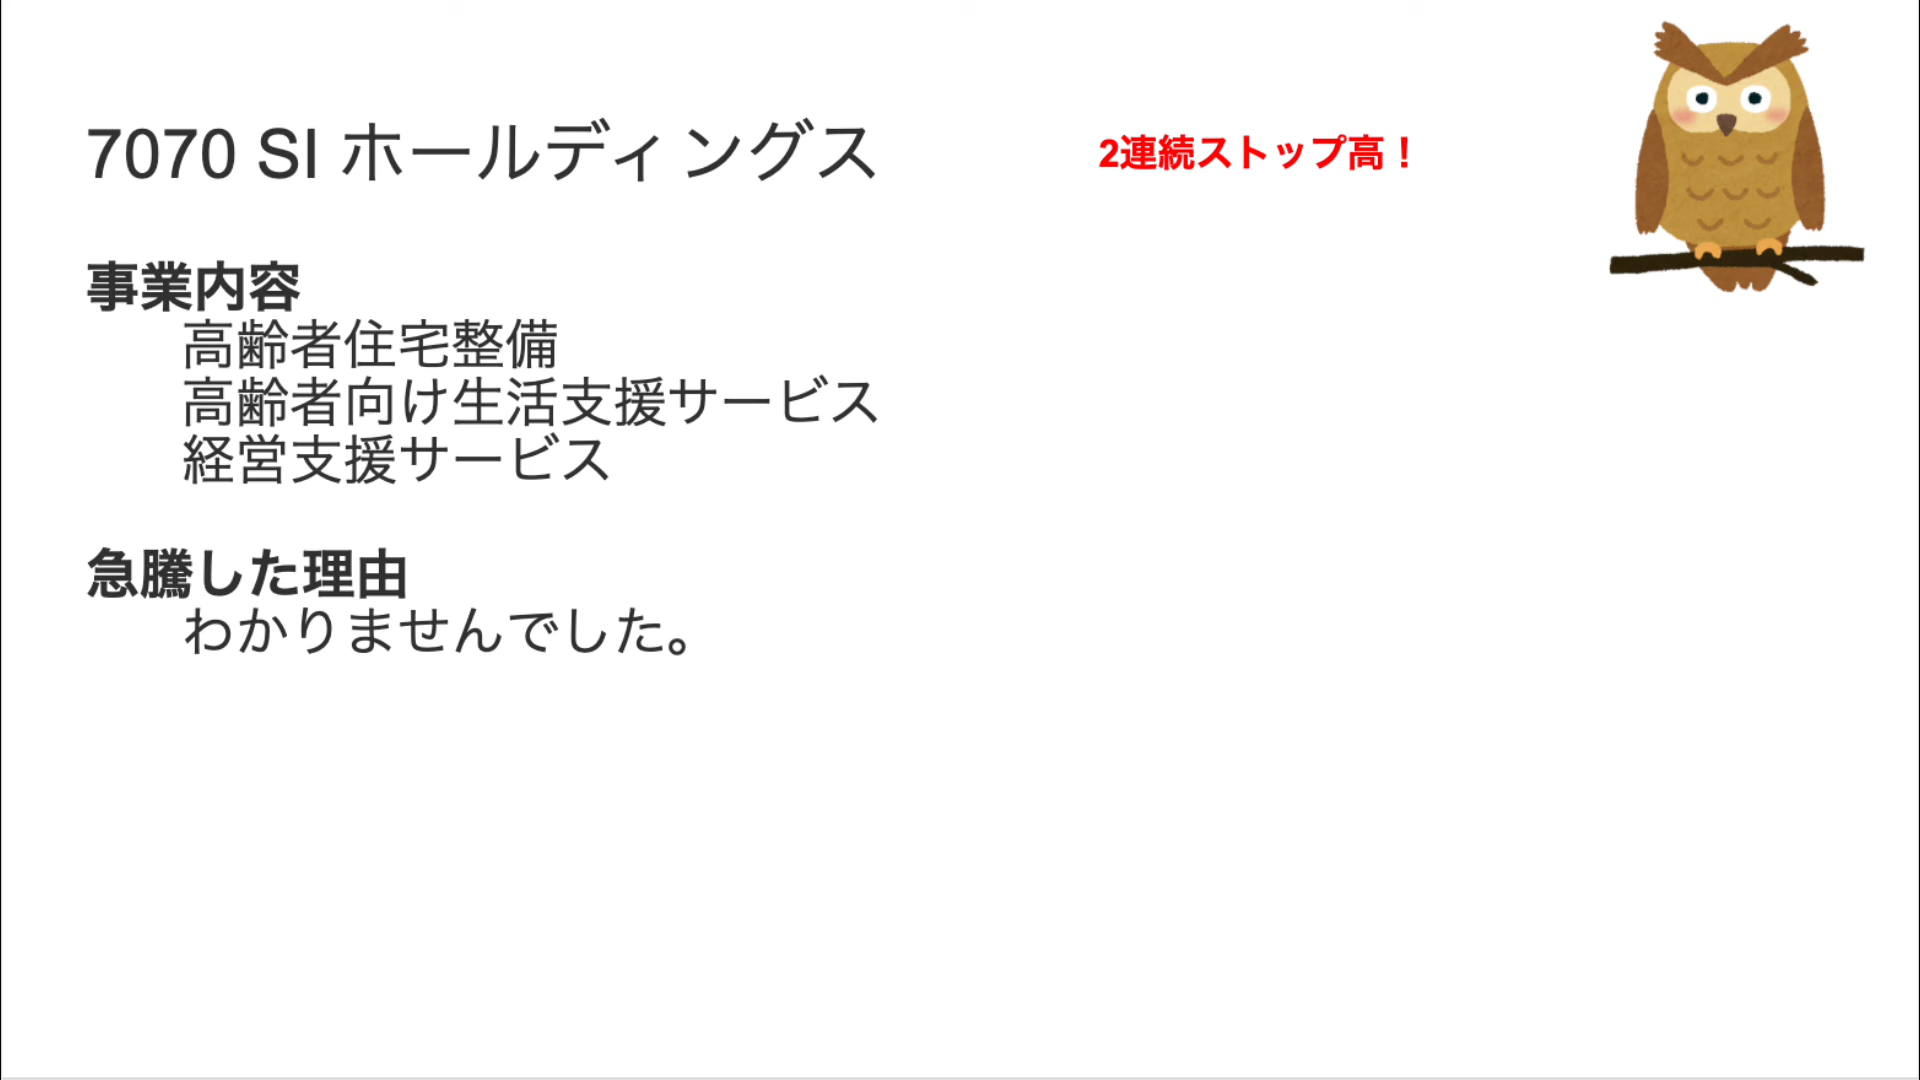 7070 SI ホールディングス
2連続ストップ高！
事業内容
高齢者住宅整備
高齢者向け生活支援サービス
経営支援サービス
急騰した理由
わかりませんでした。